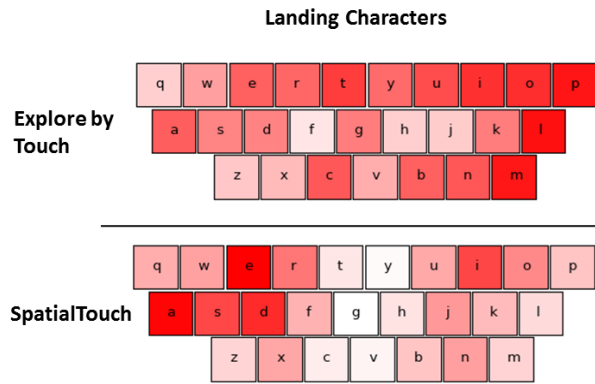 Landing Characters
q w e r t y u i o p
Explore by
Touch
a s d f g h j k l
z x c v b n m
q w e r t y u i o p
SpatialTouch
a s d f g h j k l
z x c v b n m